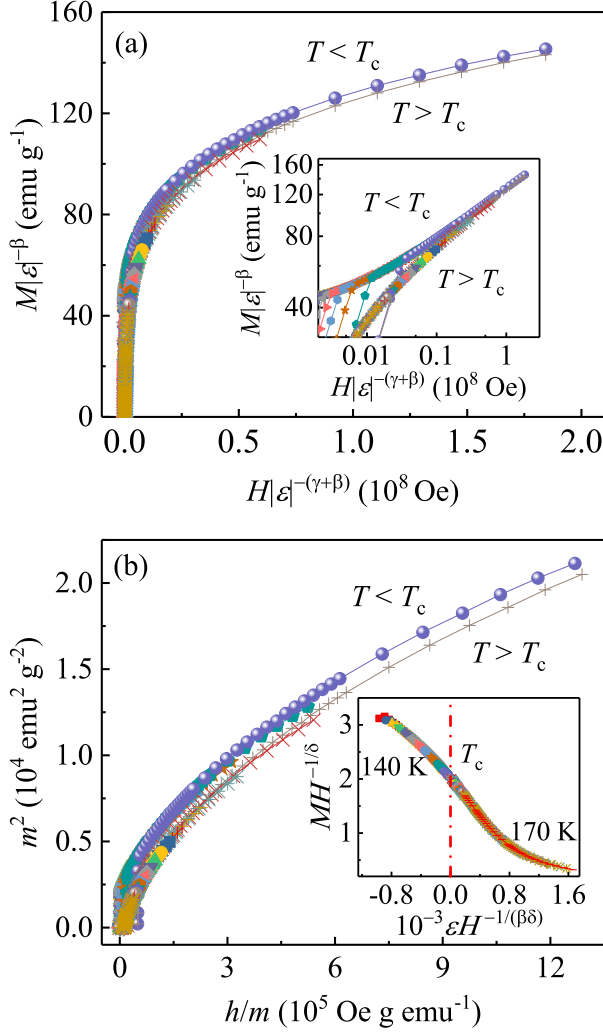 160
(a)
T < Tc
T > Tc
120
80
40
0
M|ε|^-β (emu g^-1)
160
120
80
40
T < Tc
T > Tc
M|ε|^-β (emu g^-1)
0.01 0.1 1
H|ε|^-(γ+β) (10^8 Oe)
0.0 0.5 1.0 1.5 2.0
H|ε|^-(γ+β) (10^8 Oe)
(b)
2.0
1.5
1.0
0.5
0.0
m^2 (10^4 emu^2 g^-2)
T < Tc
T > Tc
3
2
1
MH^-1/δ
140 K
Tc
170 K
-0.8 0.0 0.8 1.6
10^-3 εH^-1/(βδ)
0 3 6 9 12
h/m (10^5 Oe g emu^-1)